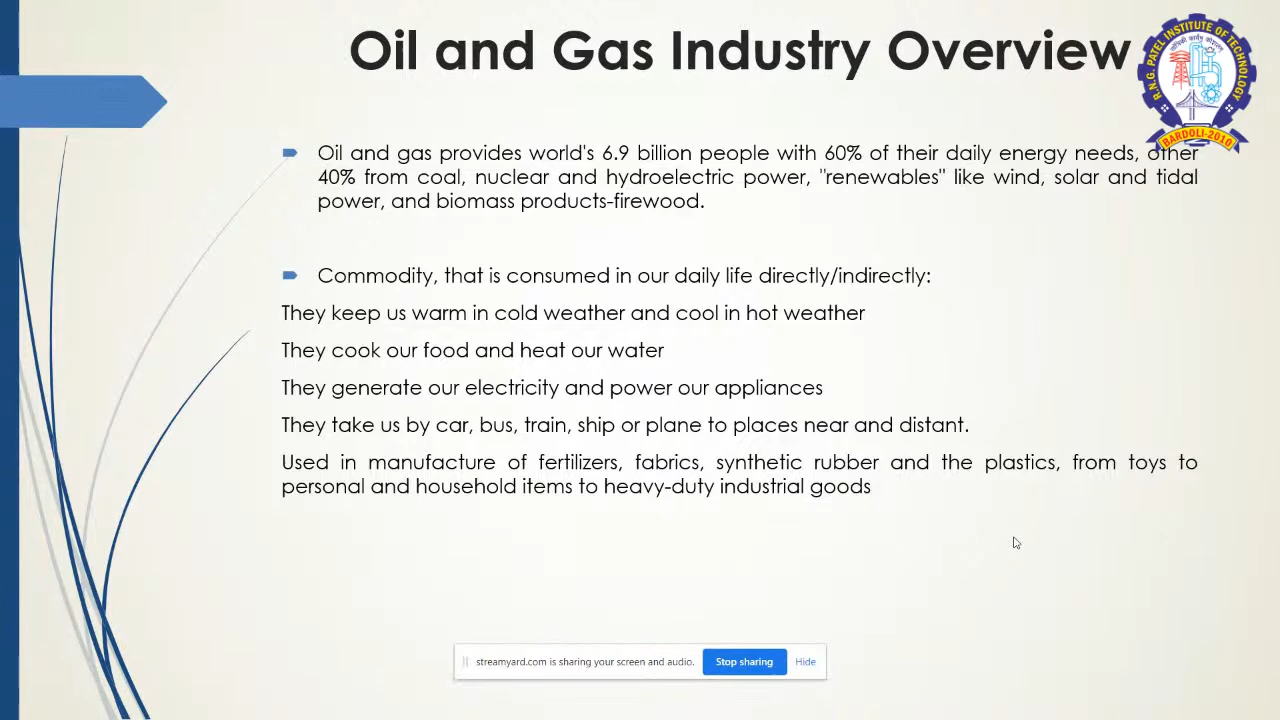 Oil and Gas Industry Overview
R.N.G. PATEL INSTITUTE OF TECHNOLOGY
BARDOLI-2010
Oil and gas provides world's 6.9 billion people with 60% of their daily energy needs, other
40% from coal, nuclear and hydroelectric power, "renewables" like wind, solar and tidal
power, and biomass products-firewood.
Commodity, that is consumed in our daily life directly/indirectly:
They keep us warm in cold weather and cool in hot weather
They cook our food and heat our water
They generate our electricity and power our appliances
They take us by car, bus, train, ship or plane to places near and distant.
Used in manufacture of fertilizers, fabrics, synthetic rubber and the plastics, from toys to
personal and household items to heavy-duty industrial goods
streamyard.com is sharing your screen and audio. Stop sharing Hide